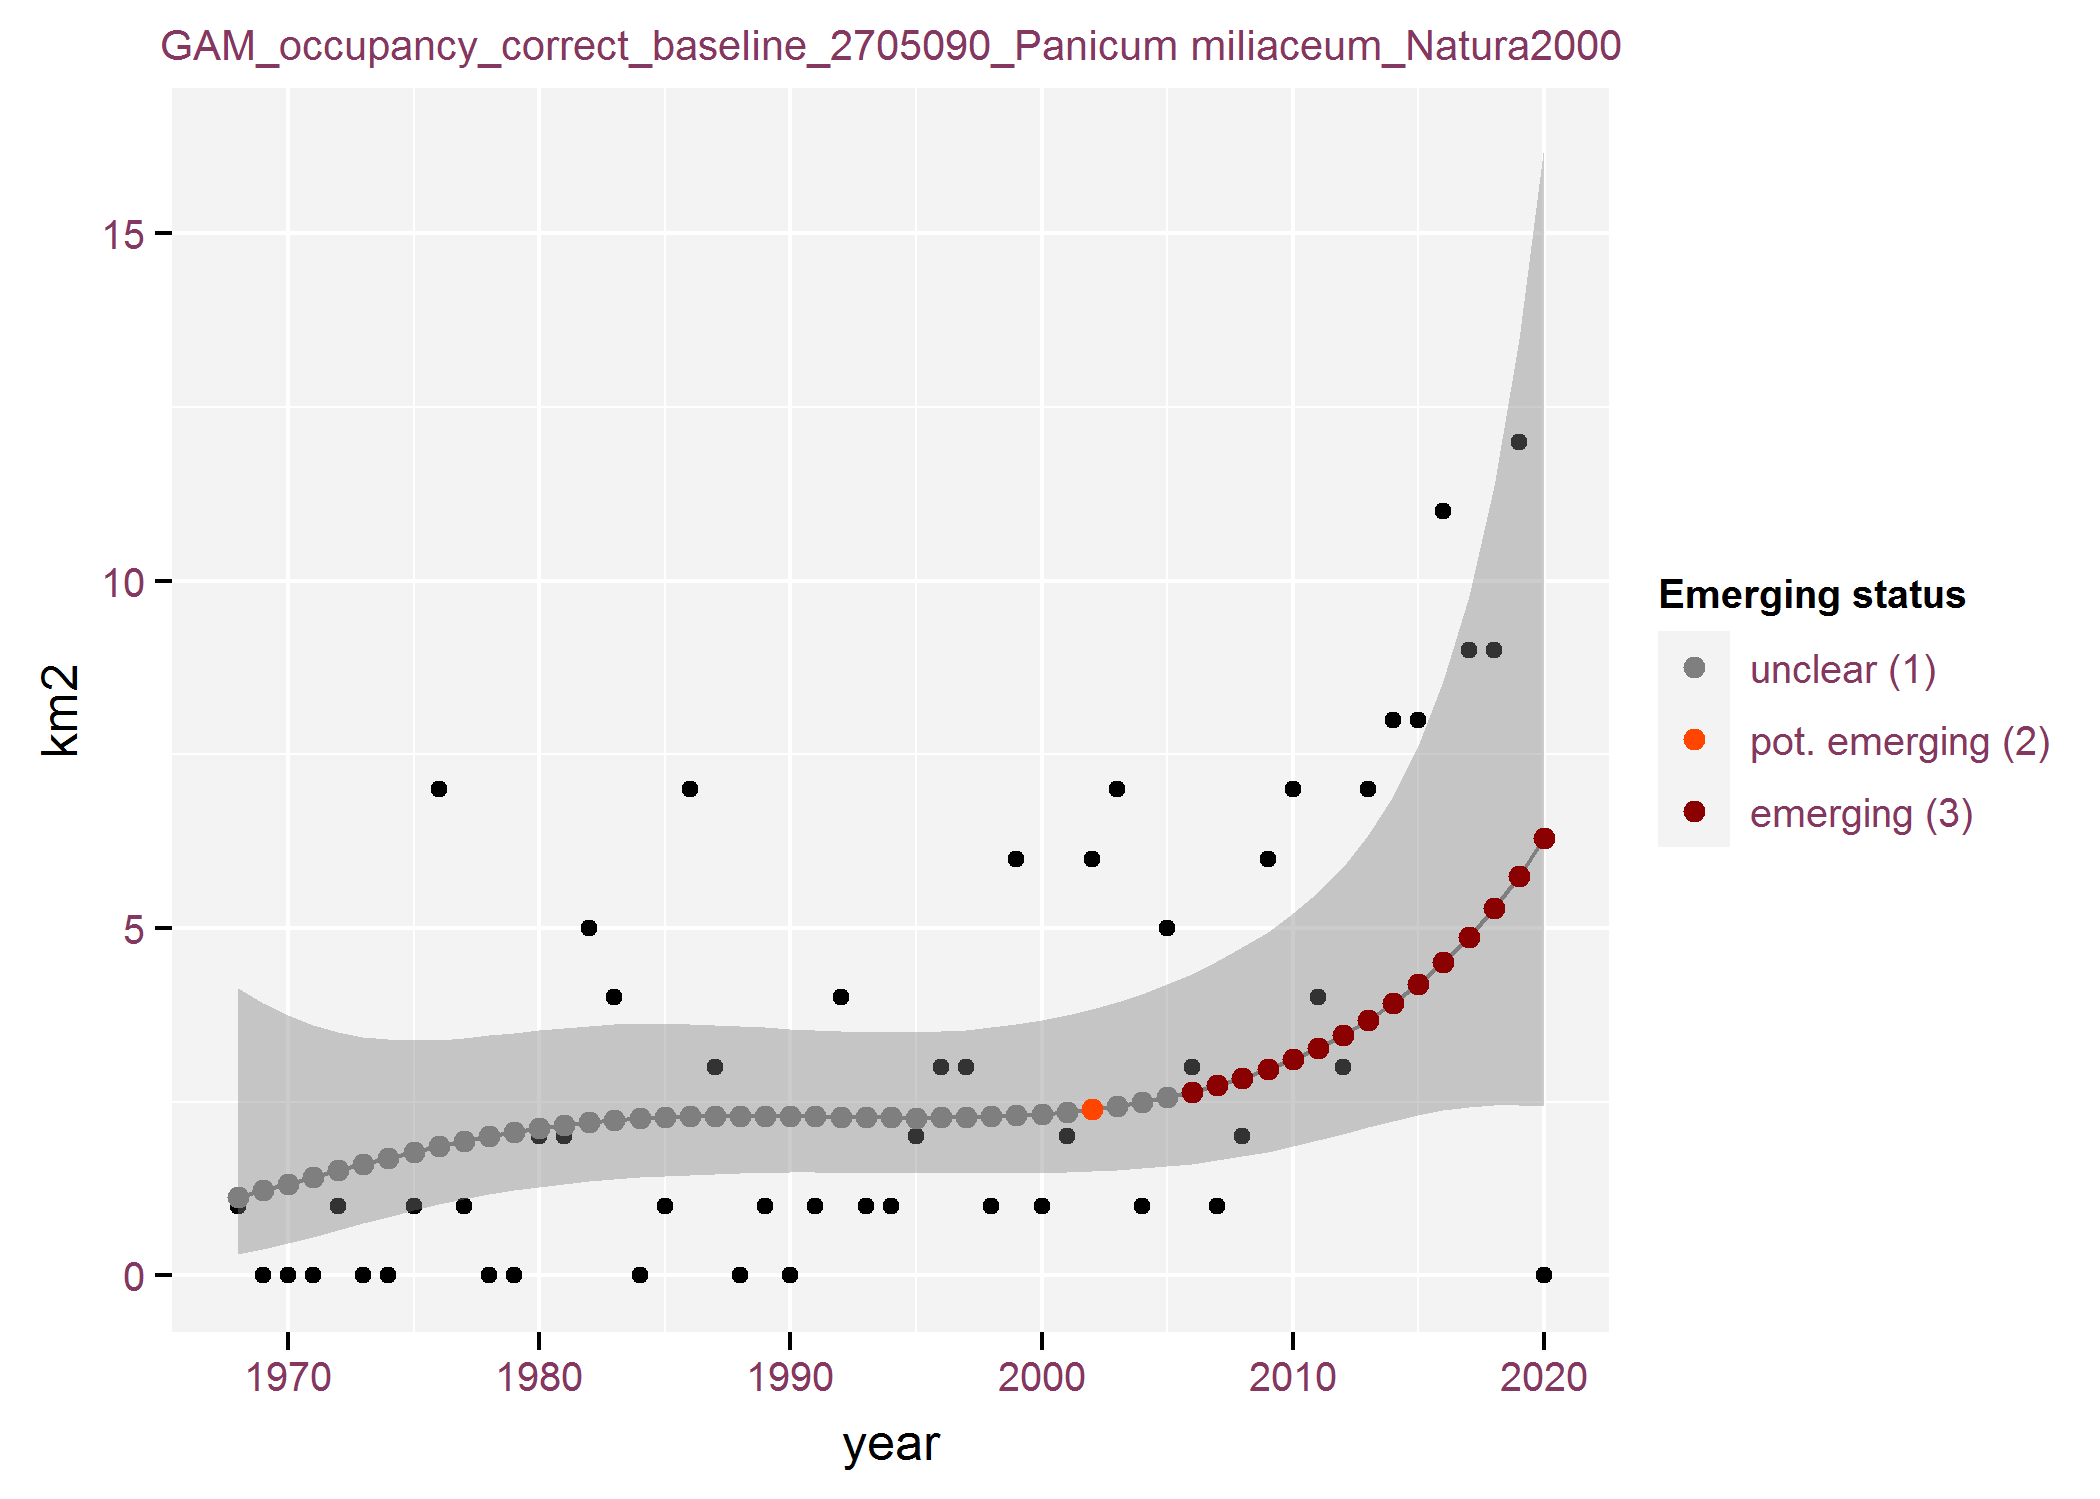 GAM_occupancy_correct_baseline_2705090_Panicum miliaceum_Natura2000
15
10
5
0
km2
1970 1980 1990 2000 2010 2020
year
Emerging status
unclear (1)
pot. emerging (2)
emerging (3)